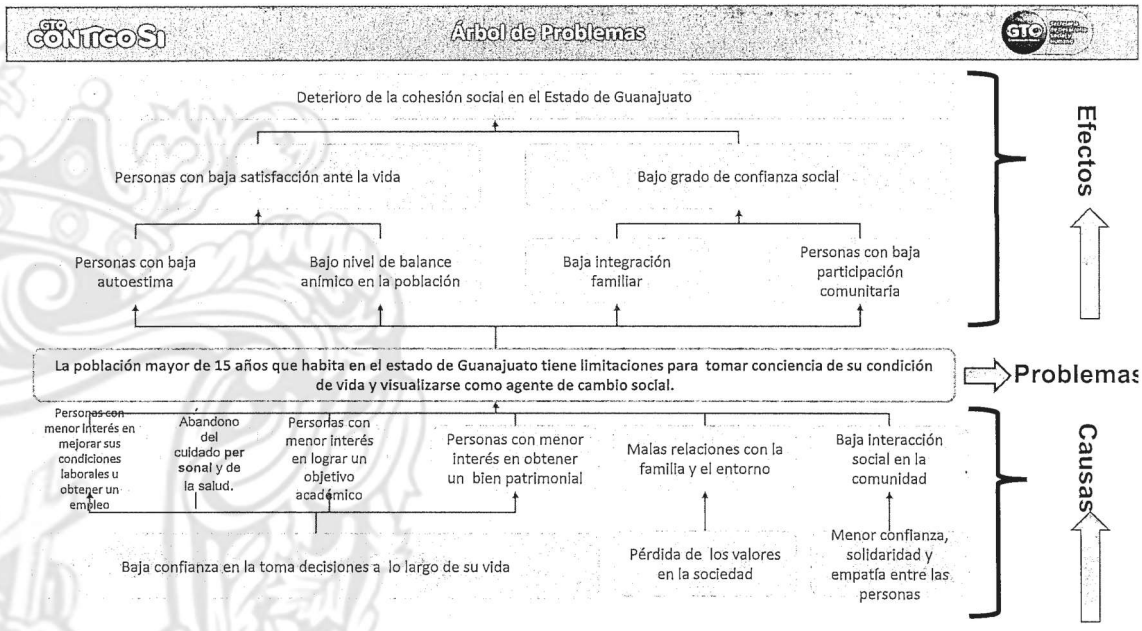 GTO
CONTIGO SI
Árbol de Problemas
GTO
Secretaría
de Desarrollo
Social y
Humano
Deterioro de la cohesión social en el Estado de Guanajuato
Personas con baja satisfacción ante la vida
Bajo grado de confianza social
Personas con baja
autoestima
Bajo nivel de balance
anímico en la población
Baja integración
familiar
Personas con baja
participación
comunitaria
Efectos
La población mayor de 15 años que habita en el estado de Guanajuato tiene limitaciones para tomar conciencia de su condición
de vida y visualizarse como agente de cambio social.
Problemas
Personas con
menor interés en
mejorar sus
condiciones
laborales u
obtener un
empleo
Abandono
del
cuidado per
sonal y de
la salud.
Personas con
menor interés
en lograr un
objetivo
académico
Personas con menor
interés en obtener
un bien patrimonial
Malas relaciones con la
familia y el entorno
Baja interacción
social en la
comunidad
Causas
Baja confianza en la toma decisiones a lo largo de su vida
Pérdida de los valores
en la sociedad
Menor confianza,
solidaridad y
empatía entre las
personas